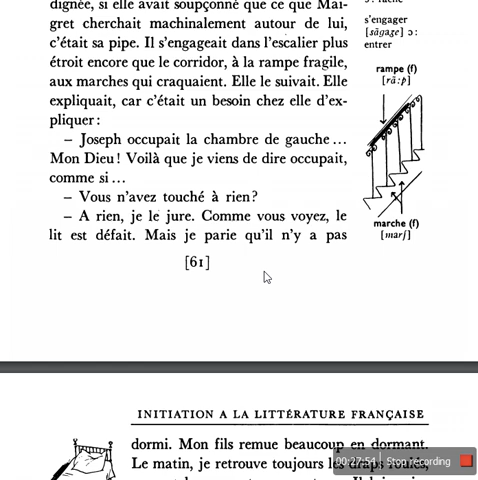 dignée, si elle avait soupçonné que ce que Mai-
gret cherchait machinalement autour de lui,
c'était sa pipe. Il s'engageait dans l'escalier plus
étroit encore que le corridor, à la rampe fragile,
aux marches qui craquaient. Elle le suivait. Elle
expliquait, car c'était un besoin chez elle d'ex-
pliquer :
– Joseph occupait la chambre de gauche ...
Mon Dieu ! Voilà que je viens de dire occupait,
comme si ...
– Vous n'avez touché à rien ?
– A rien, je le jure. Comme vous voyez, le
lit est défait. Mais je parie qu'il n'y a pas
s'engager
[sãgaʒe] ɔ :
entrer
rampe (f)
[rã:p]
marche (f)
[marʃ]
[61]
INITIATION A LA LITTÉRATURE FRANÇAISE
dormi. Mon fils remue beaucoup en dormant.
Le matin, je retrouve toujours les draps roulés,
00:27:54 Stop recording